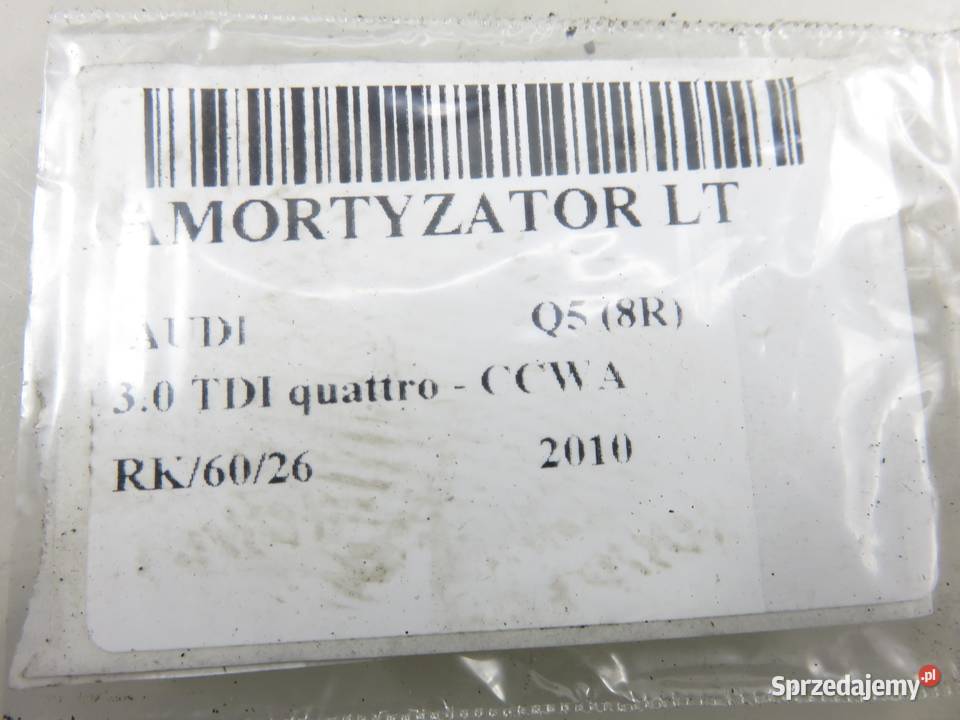 AMORTYZATOR LT
AUDI Q5 (8R)
3.0 TDI quattro - CCWA
RK/60/26 2010
Sprzedajemy.pl